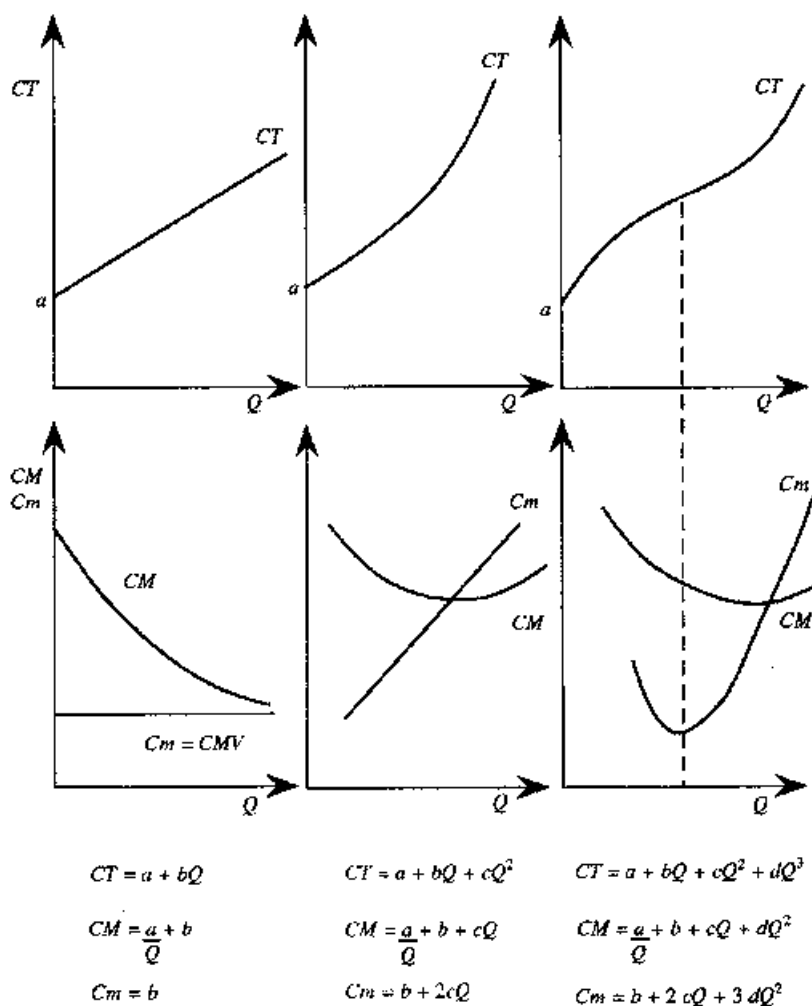 CT
CT
a
Q
CT
a
Q
CT
a
Q
CM
Cm
CM
Cm = CMV
Q
Cm
CM
Q
Cm
CM
Q
CT = a + bQ
CM = a/Q + b
Cm = b
CT = a + bQ + cQ²
CM = a/Q + b + cQ
Cm = b + 2cQ
CT = a + bQ + cQ² + dQ³
CM = a/Q + b + cQ + dQ²
Cm = b + 2 cQ + 3 dQ²